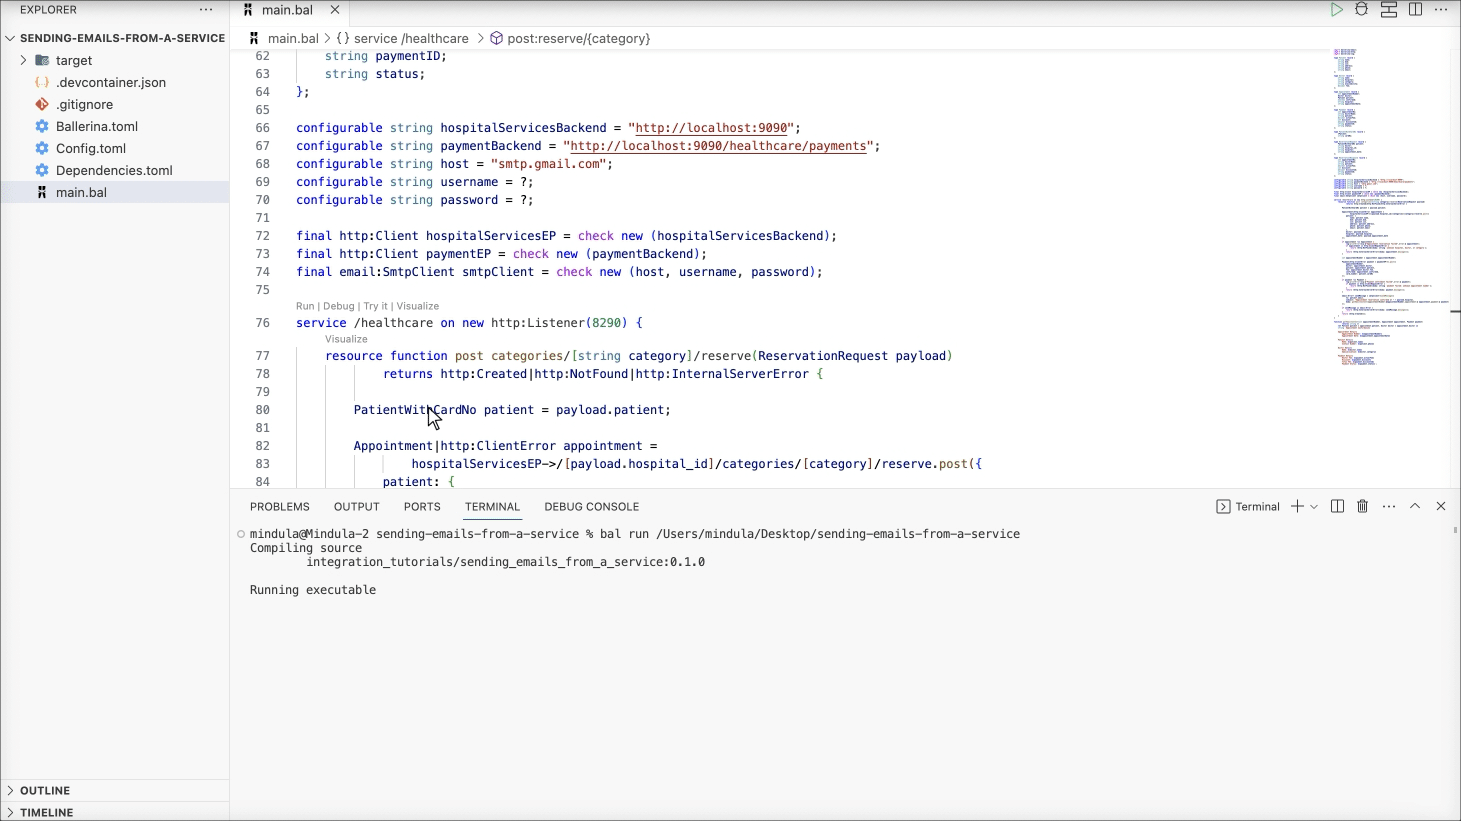 EXPLORER
main.bal
SENDING-EMAILS-FROM-A-SERVICE
target
.devcontainer.json
.gitignore
Ballerina.toml
Config.toml
Dependencies.toml
main.bal
OUTLINE
TIMELINE
main.bal > {} service /healthcare > post:reserve/{category}
62 string paymentID;
63 string status;
64 };
65
66 configurable string hospitalServicesBackend = "http://localhost:9090";
67 configurable string paymentBackend = "http://localhost:9090/healthcare/payments";
68 configurable string host = "smtp.gmail.com";
69 configurable string username = ?;
70 configurable string password = ?;
71
72 final http:Client hospitalServicesEP = check new (hospitalServicesBackend);
73 final http:Client paymentEP = check new (paymentBackend);
74 final email:SmtpClient smtpClient = check new (host, username, password);
75
Run | Debug | Try it | Visualize
76 service /healthcare on new http:Listener(8290) {
Visualize
77 resource function post categories/[string category]/reserve(ReservationRequest payload)
78 returns http:Created|http:NotFound|http:InternalServerError {
79
80 PatientWithCardNo patient = payload.patient;
81
82 Appointment|http:ClientError appointment =
83 hospitalServicesEP->/[payload.hospital_id]/categories/[category]/reserve.post({
84 patient: {
PROBLEMS OUTPUT PORTS TERMINAL DEBUG CONSOLE
Terminal
mindula@Mindula-2 sending-emails-from-a-service % bal run /Users/mindula/Desktop/sending-emails-from-a-service
Compiling source
integration_tutorials/sending_emails_from_a_service:0.1.0
Running executable